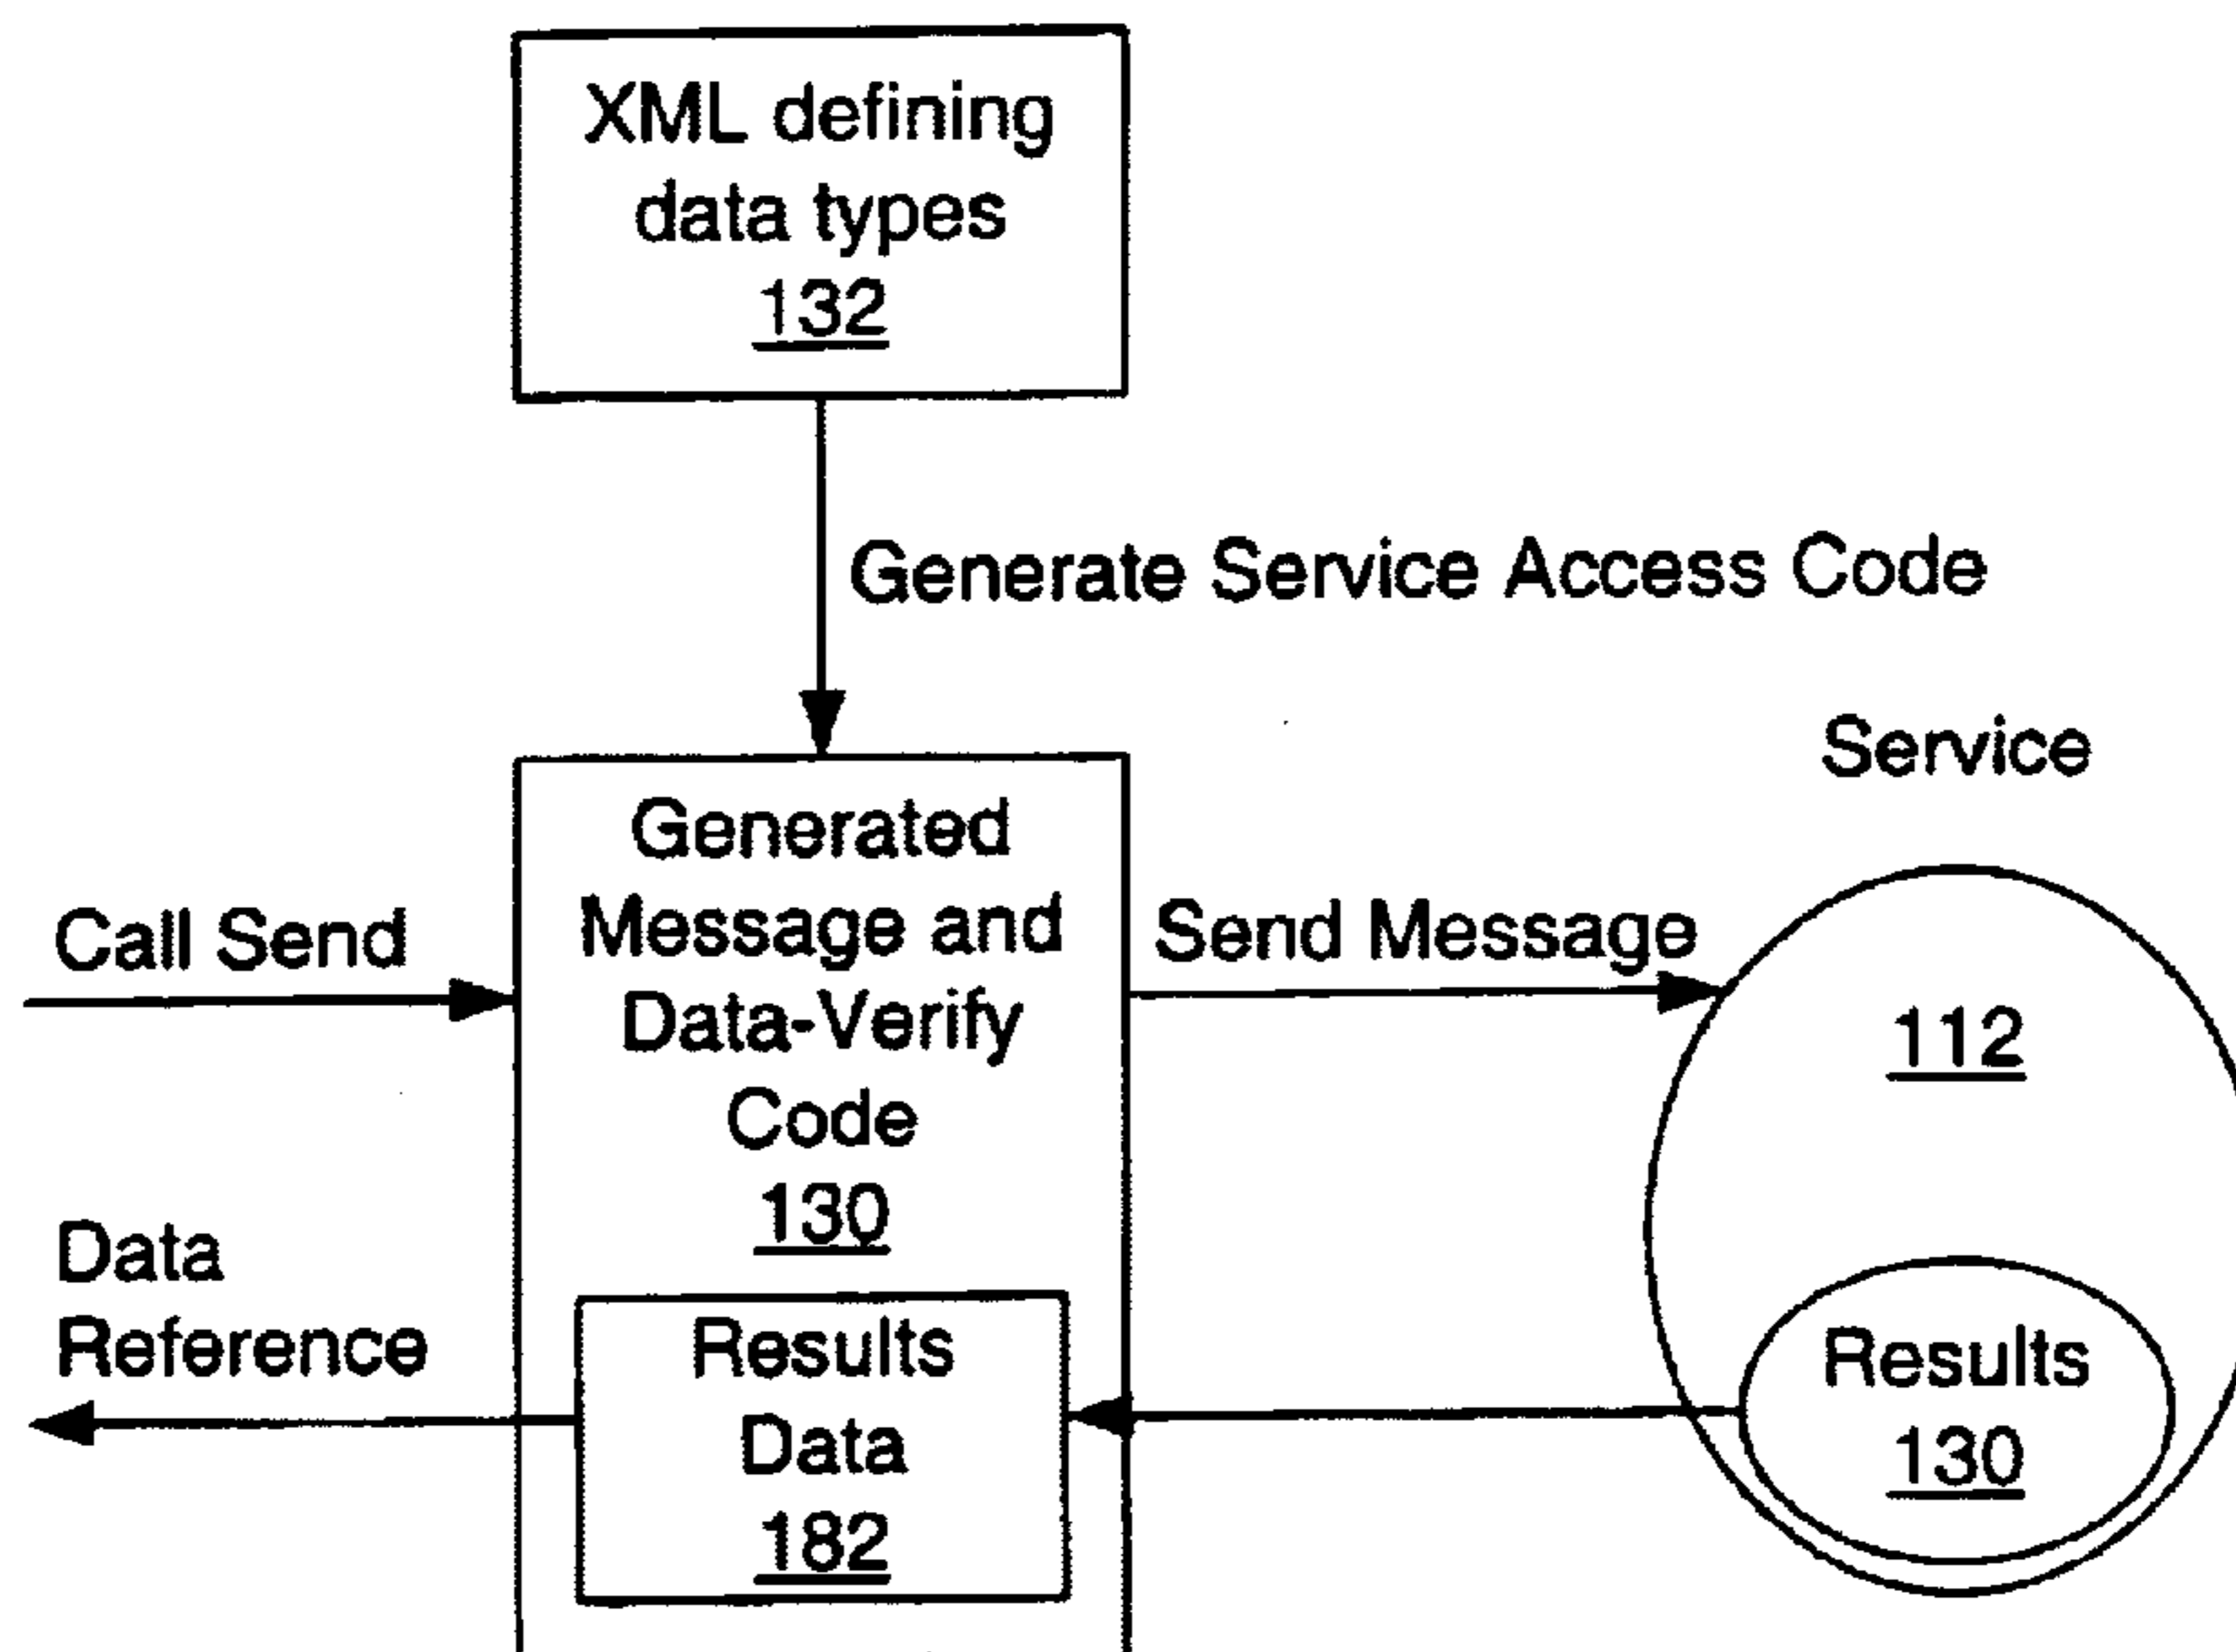 XML defining
data types
132
Generate Service Access Code
Service
Generated
Message and
Data-Verify
Code
130
Call Send
Send Message
112
Data
Reference
Results
Data
182
Results
130